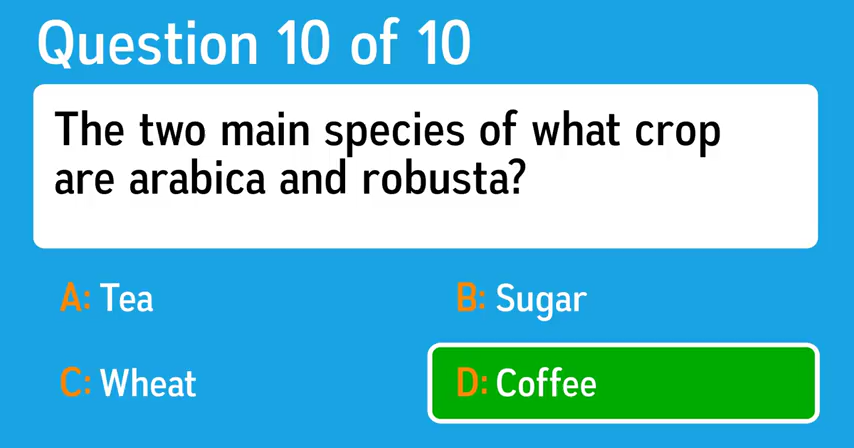 Question 10 of 10
The two main species of what crop
are arabica and robusta?
A: Tea
B: Sugar
C: Wheat
D: Coffee